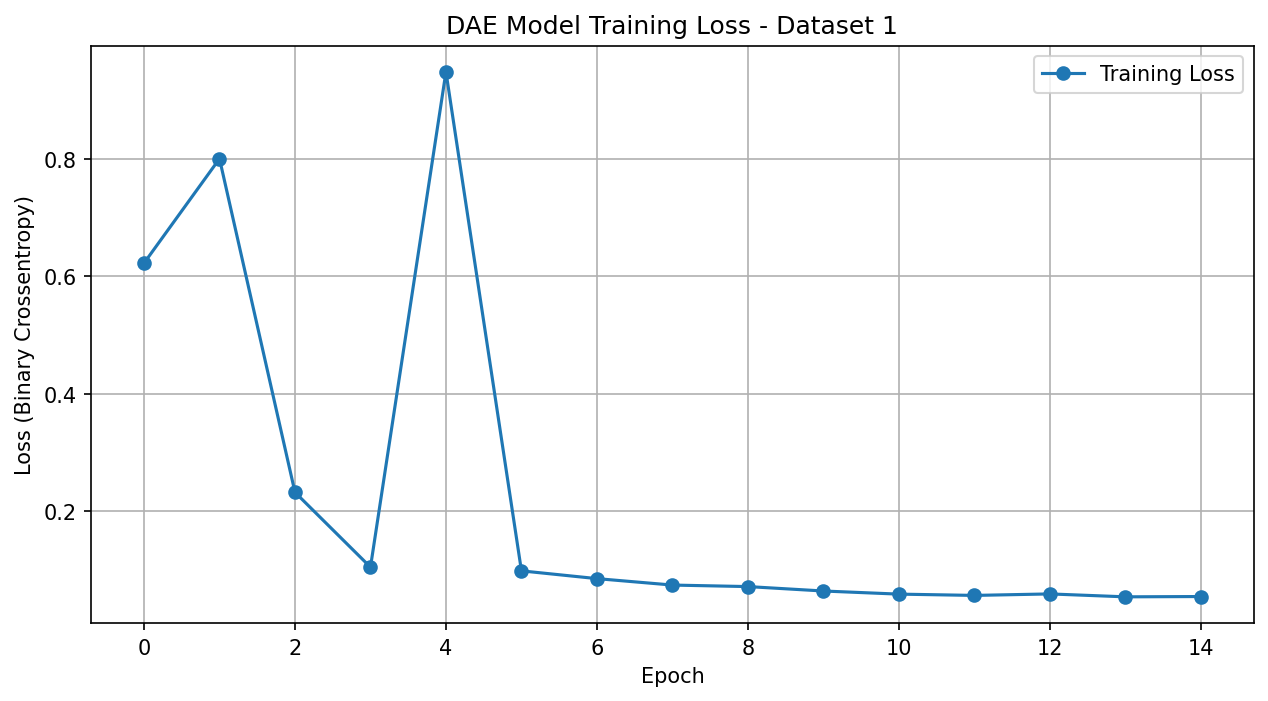 DAE Model Training Loss - Dataset 1
Training Loss
Loss (Binary Crossentropy)
0.8
0.6
0.4
0.2
0 2 4 6 8 10 12 14
Epoch